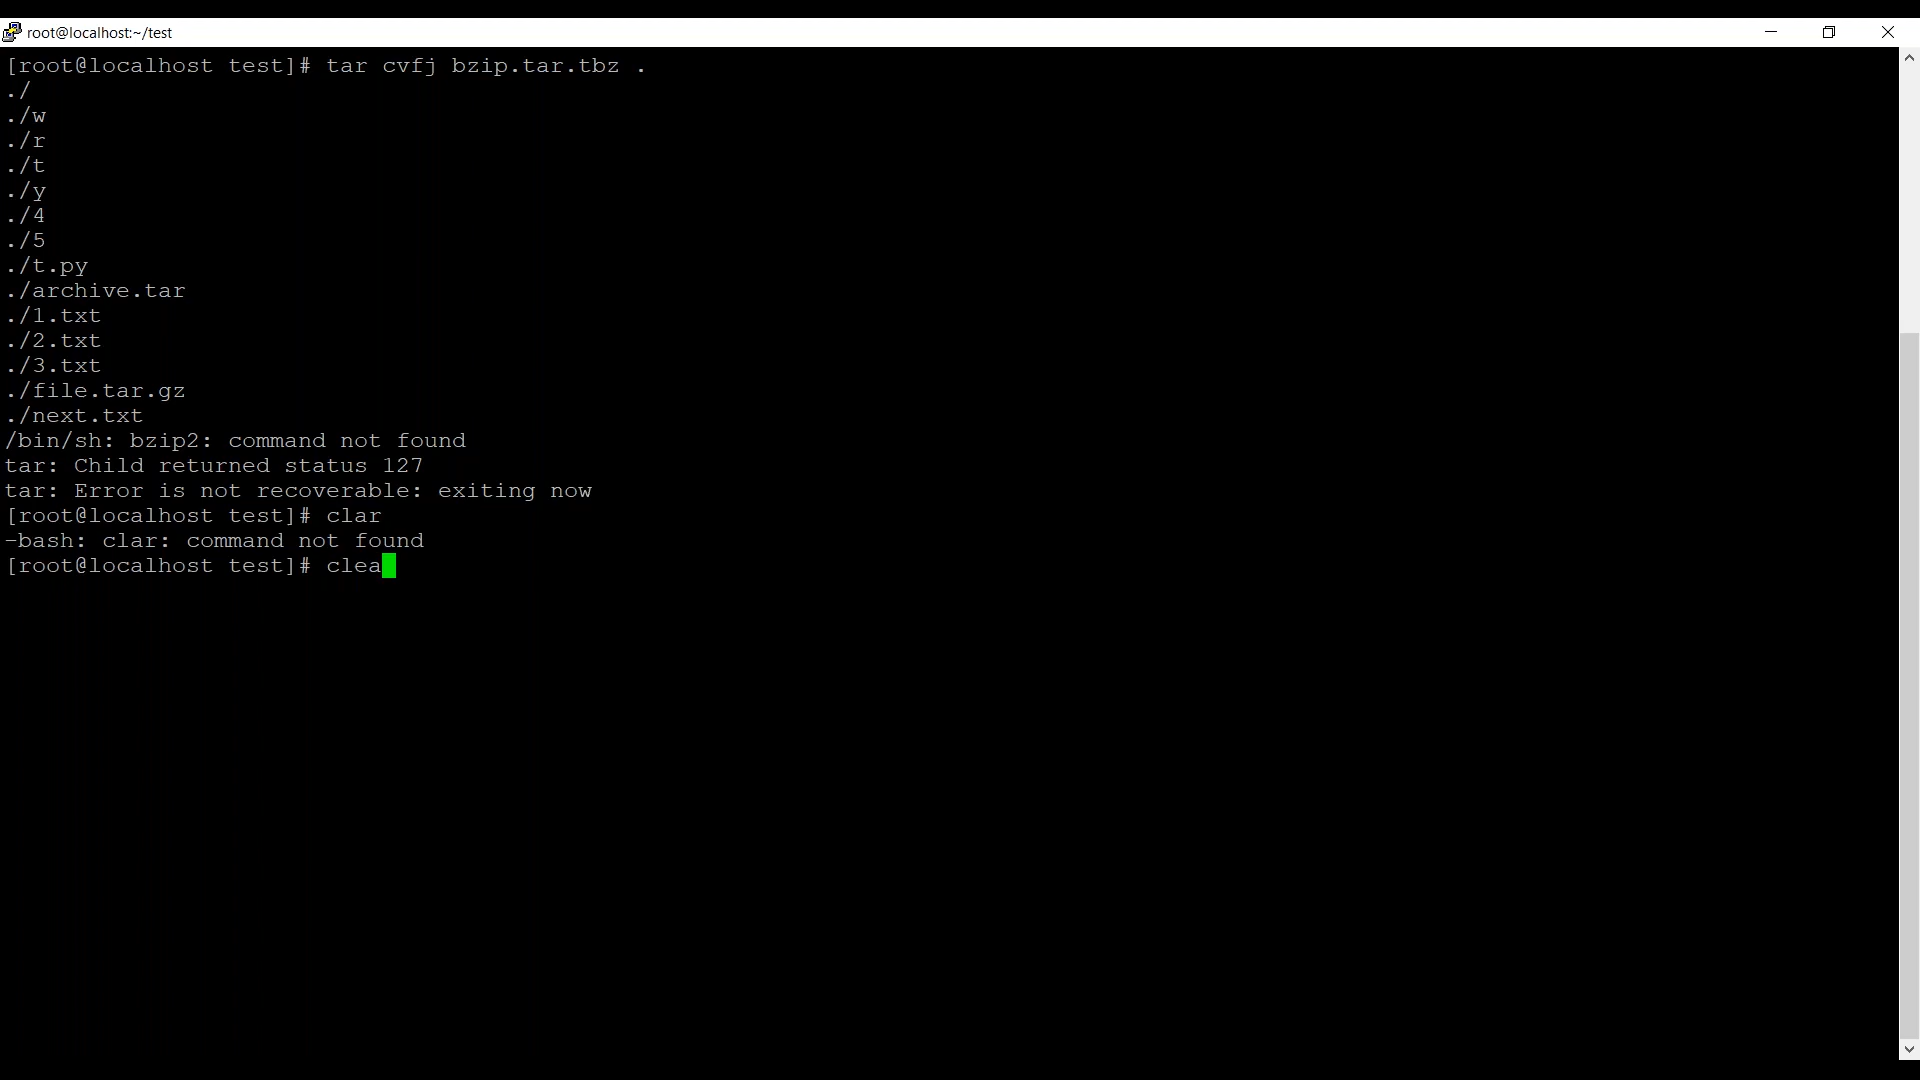 root@localhost:~/test
[root@localhost test]# tar cvfj bzip.tar.tbz .
./
./w
./r
./t
./y
./4
./5
./t.py
./archive.tar
./1.txt
./2.txt
./3.txt
./file.tar.gz
./next.txt
/bin/sh: bzip2: command not found
tar: Child returned status 127
tar: Error is not recoverable: exiting now
[root@localhost test]# clar
-bash: clar: command not found
[root@localhost test]# clea